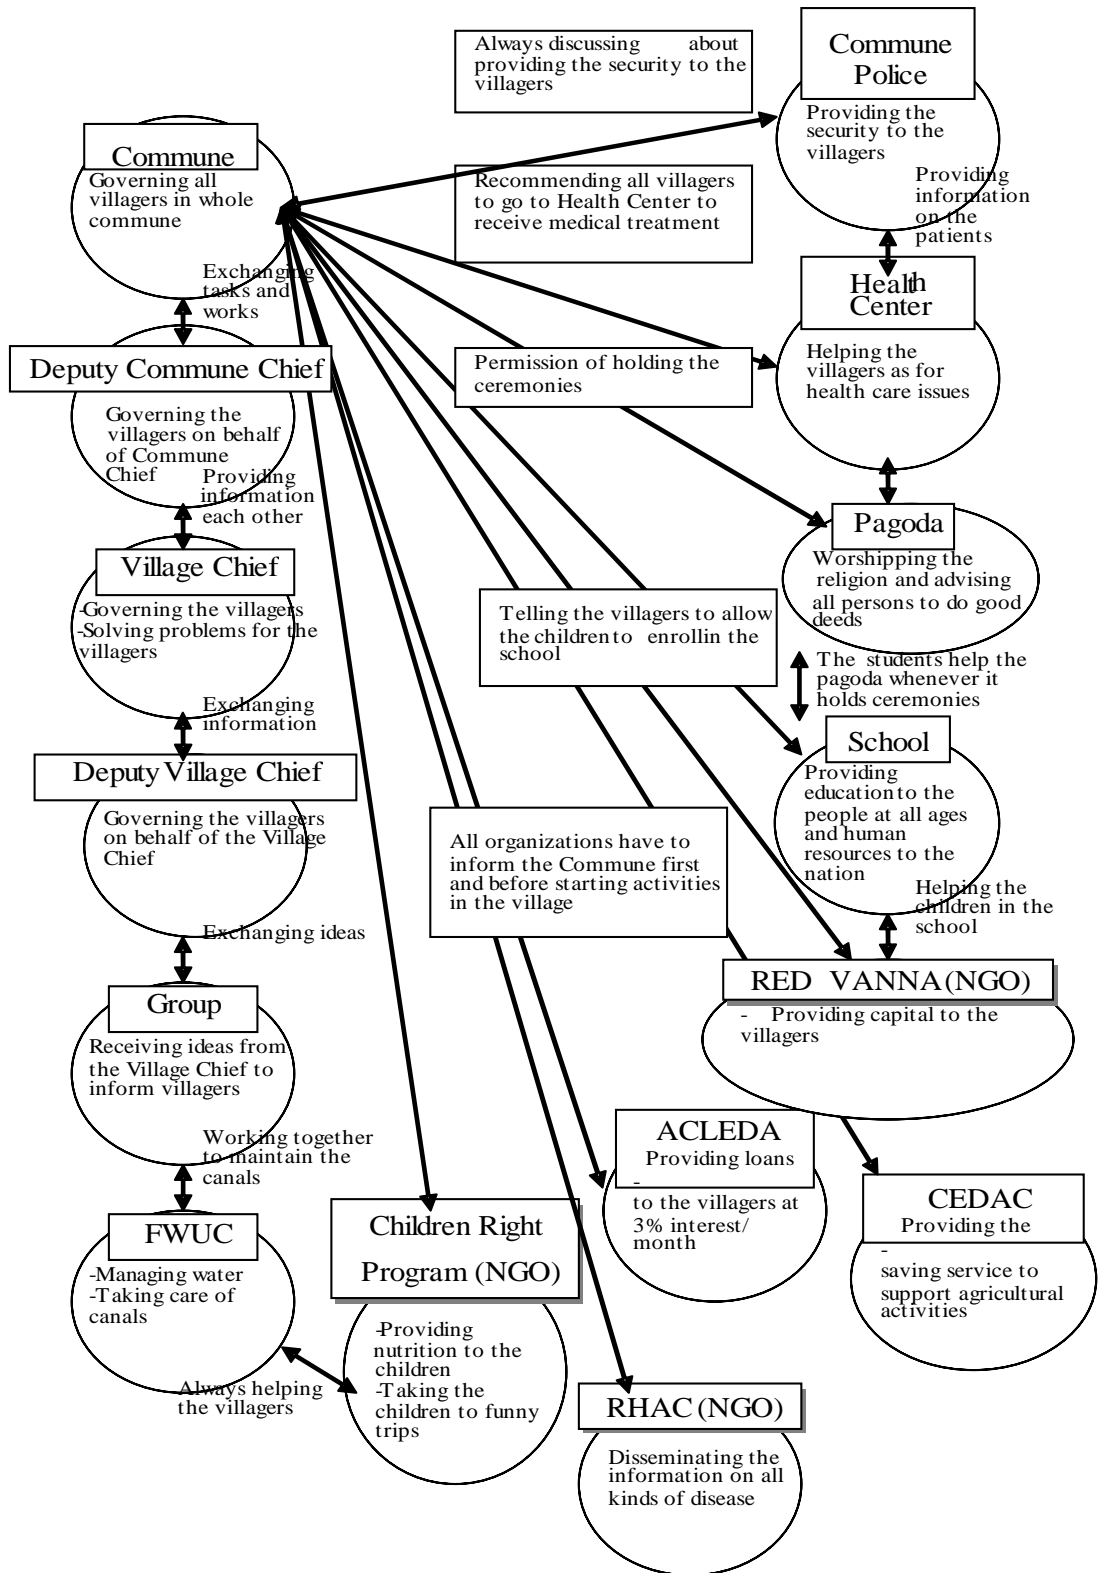 Always discussing about
providing the security to the
villagers
Commune
Police
Providing the
security to the
villagers
Commune
Governing all
villagers in whole
commune
Recommending all villagers
to go to Health Center to
receive medical treatment
Providing
information
on the
patients
Exchanging
tasks and
works
Health
Center
Helping the
villagers as for
health care issues
Deputy Commune Chief
Governing the
villagers on behalf
of Commune
Chief
Permission of holding the
ceremonies
Providing
information
each other
Pagoda
Worshipping the
religion and advising
all persons to do good
deeds
Village Chief
-Governing the villagers
-Solving problems for the
villagers
Telling the villagers to allow
the children to enroll in the
school
The students help the
pagoda whenever it
holds ceremonies
Exchanging
information
School
Providing
education to the
people at all ages
and human
resources to the
nation
Deputy Village Chief
Governing the villagers
on behalf of the Village
Chief
All organizations have to
inform the Commune first
and before starting activities
in the village
Helping the
children in the
school
Exchanging ideas
RED VANNA (NGO)
- Providing capital to the
villagers
Group
Receiving ideas from
the Village Chief to
inform villagers
Working together
to maintain the
canals
ACLEDA
Providing loans
-
to the villagers at
3% interest/
month
CEDAC
Providing the
-
saving service to
support agricultural
activities
FWUC
-Managing water
-Taking care of
canals
Children Right
Program (NGO)
-Providing
nutrition to the
children
-Taking the
children to funny
trips
Always helping
the villagers
RHAC (NGO)
Disseminating the
information on all
kinds of disease